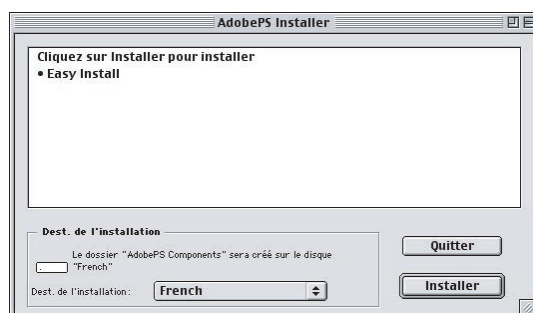 AdobePS Installer
Cliquez sur Installer pour installer
• Easy Install
Dest. de l'installation
Le dossier "AdobePS Components" sera créé sur le disque
"French"
Dest. de l'installation:
French
Quitter
Installer